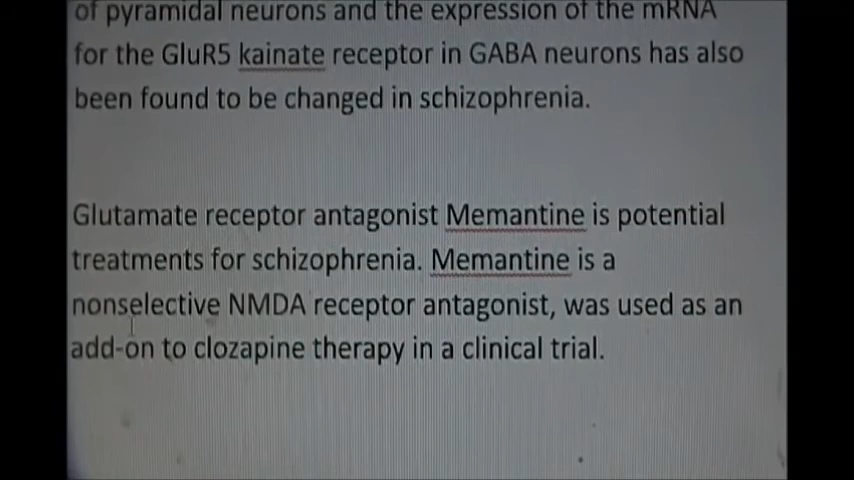 of pyramidal neurons and the expression of the mRNA
for the GluR5 kainate receptor in GABA neurons has also
been found to be changed in schizophrenia.
Glutamate receptor antagonist Memantine is potential
treatments for schizophrenia. Memantine is a
nonselective NMDA receptor antagonist, was used as an
add-on to clozapine therapy in a clinical trial.